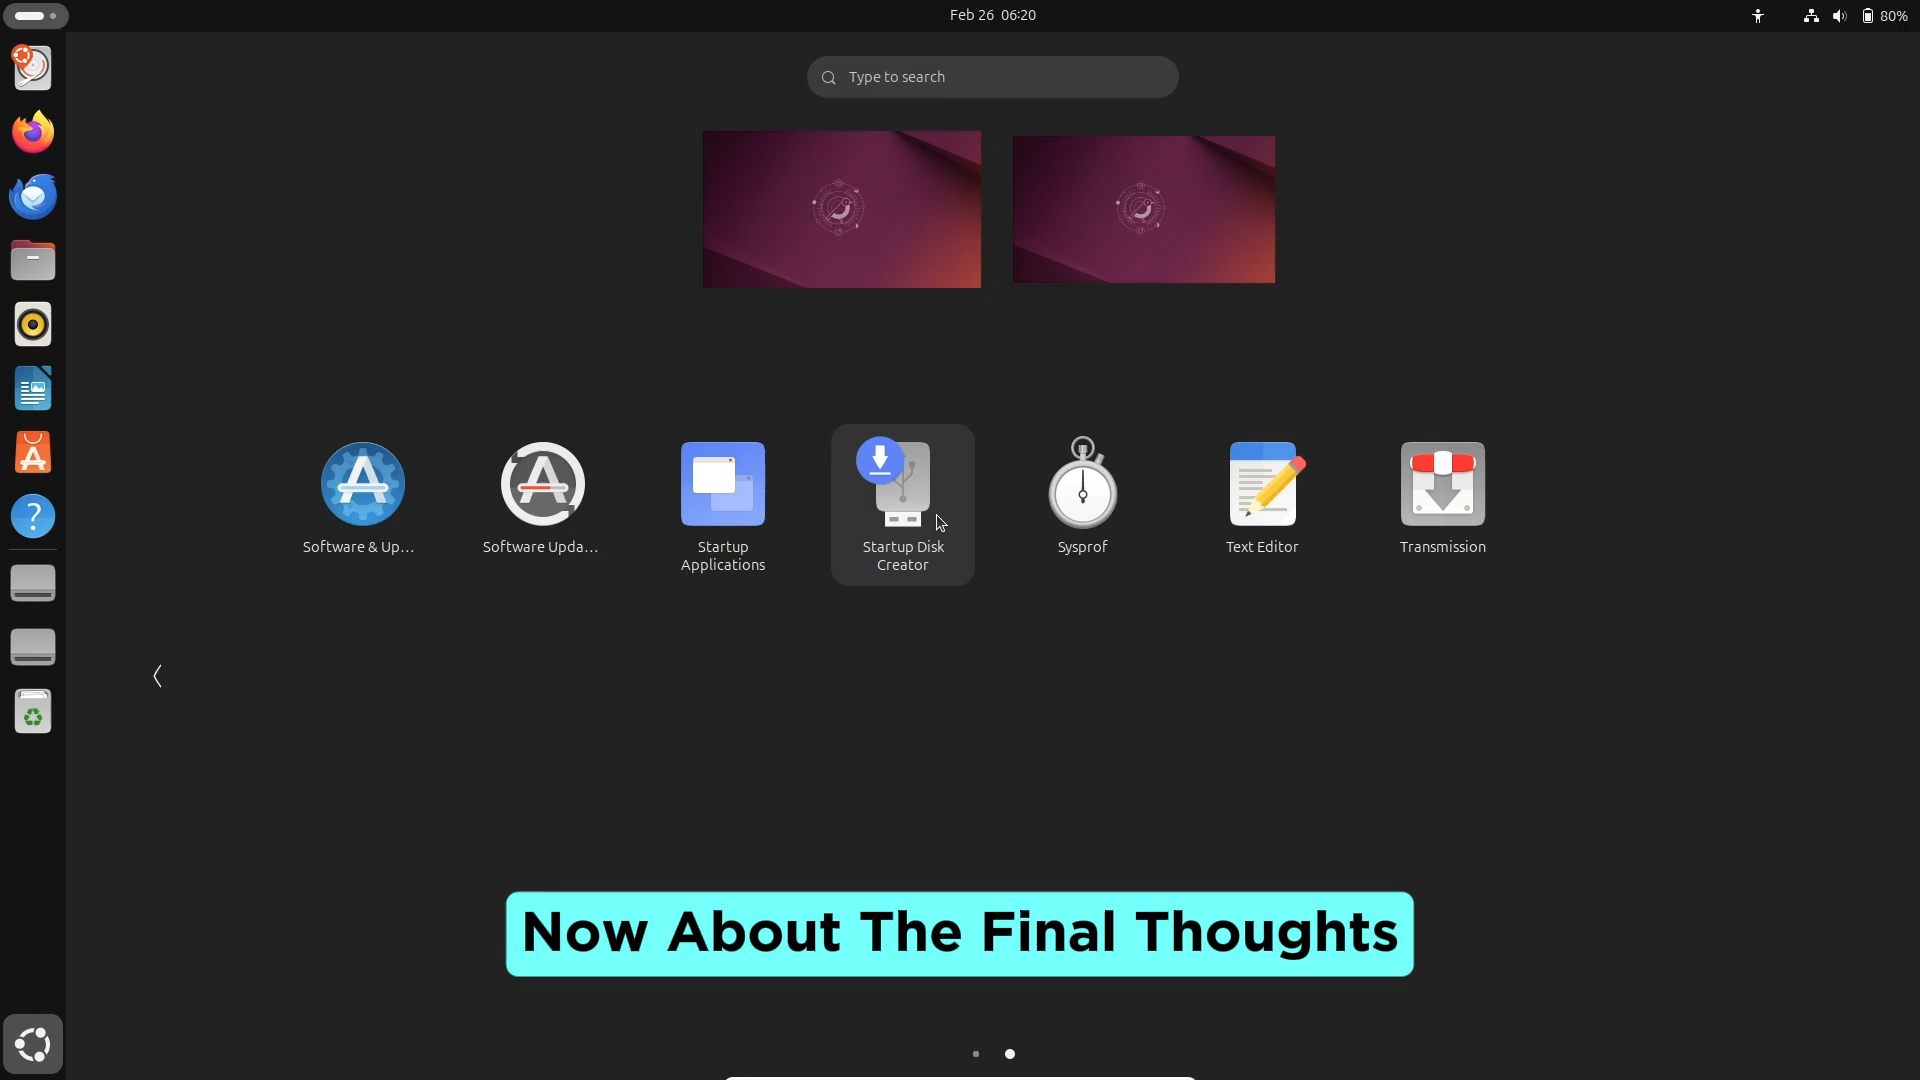 Feb 26 06:20
80%
Type to search
Software & Up...
Software Upda...
Startup
Applications
Startup Disk
Creator
Sysprof
Text Editor
Transmission
Now About The Final Thoughts